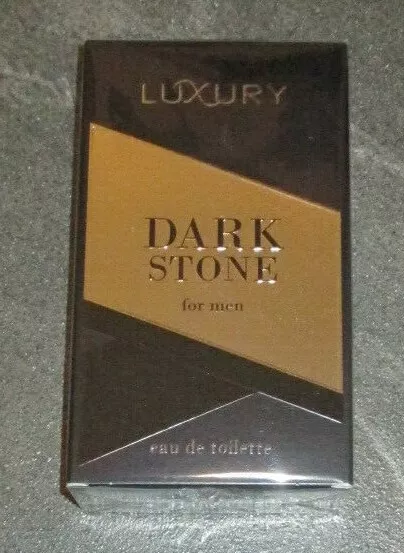 LUXURY
DARK
STONE
for men
eau de toilette